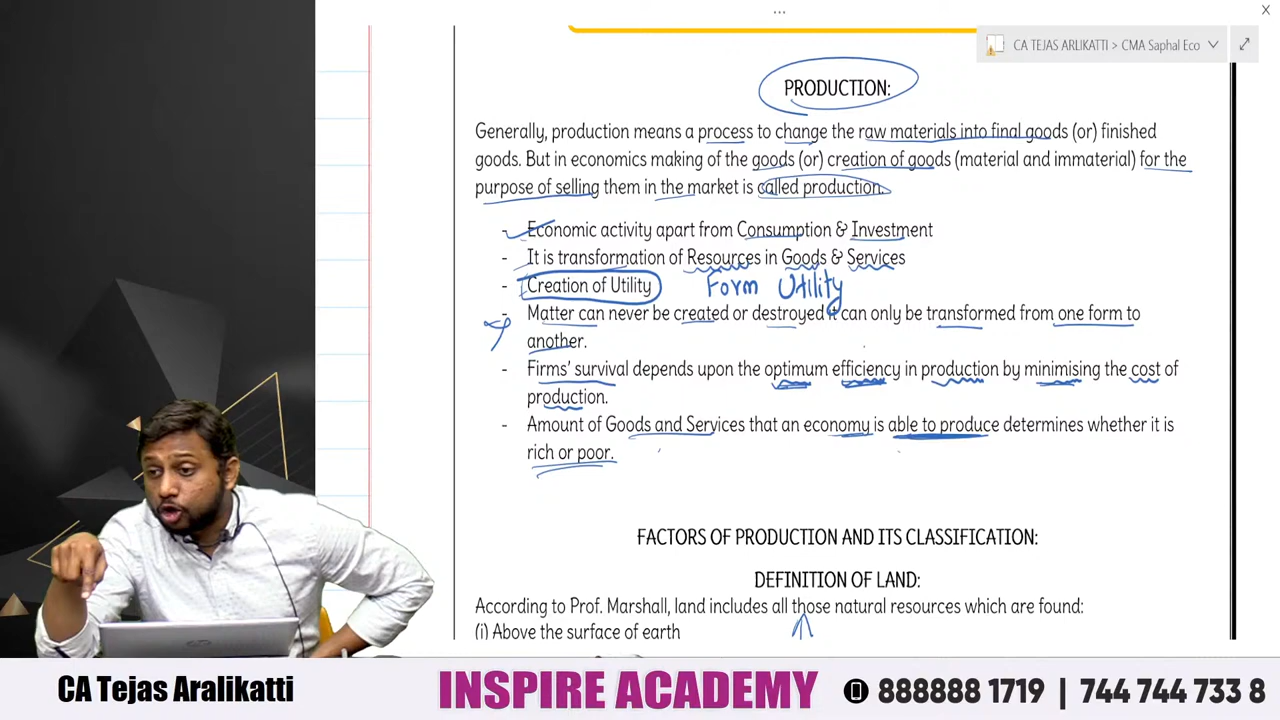 ...
X
CA TEJAS ARLIKATTI > CMA Saphal Eco
PRODUCTION:
Generally, production means a process to change the raw materials into final goods (or) finished
goods. But in economics making of the goods (or) creation of goods (material and immaterial) for the
purpose of selling them in the market is called production.
- Economic activity apart from Consumption & Investment
- It is transformation of Resources in Goods & Services
- Creation of Utility Form Utility
- Matter can never be created or destroyed it can only be transformed from one form to
another.
- Firms' survival depends upon the optimum efficiency in production by minimising the cost of
production.
- Amount of Goods and Services that an economy is able to produce determines whether it is
rich or poor.
FACTORS OF PRODUCTION AND ITS CLASSIFICATION:
DEFINITION OF LAND:
According to Prof. Marshall, land includes all those natural resources which are found:
(i) Above the surface of earth
CA Tejas Aralikatti INSPIRE ACADEMY 888888 1719 | 744 744 733 8